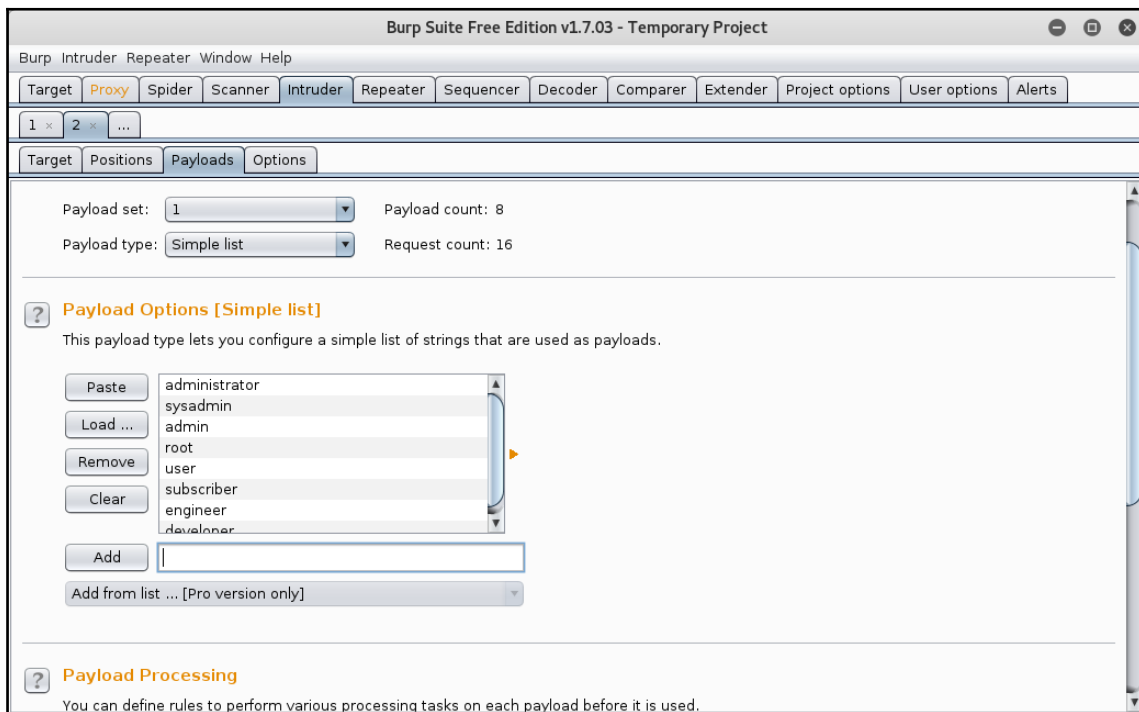 Burp Suite Free Edition v1.7.03 - Temporary Project
Burp Intruder Repeater Window Help
Target Proxy Spider Scanner Intruder Repeater Sequencer Decoder Comparer Extender Project options User options Alerts
1 × 2 × ...
Target Positions Payloads Options
Payload set: 1 Payload count: 8
Payload type: Simple list Request count: 16
? Payload Options [Simple list]
This payload type lets you configure a simple list of strings that are used as payloads.
Paste administrator
sysadmin
Load ... admin
root
Remove user
subscriber
Clear engineer
developer
Add
Add from list ... [Pro version only]
? Payload Processing
You can define rules to perform various processing tasks on each payload before it is used.